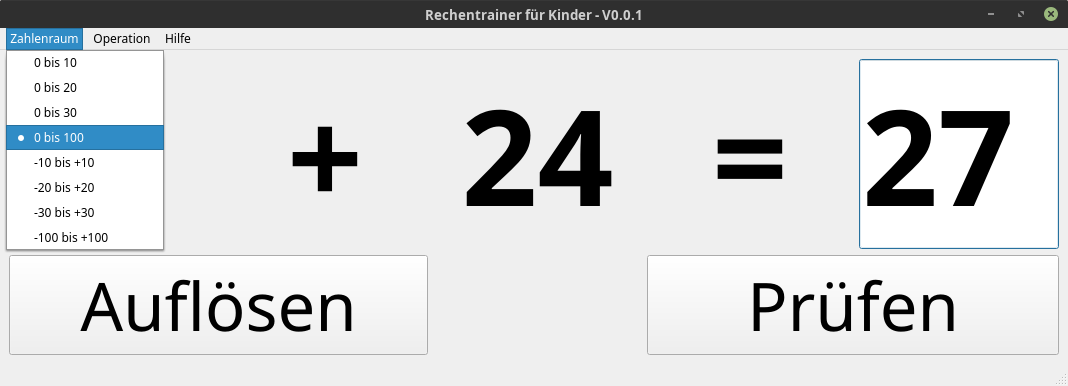 Rechentrainer für Kinder - V0.0.1
Zahlenraum Operation Hilfe
0 bis 10
0 bis 20
0 bis 30
0 bis 100
-10 bis +10
-20 bis +20
-30 bis +30
-100 bis +100
+ 24 = 27
Auflösen Prüfen